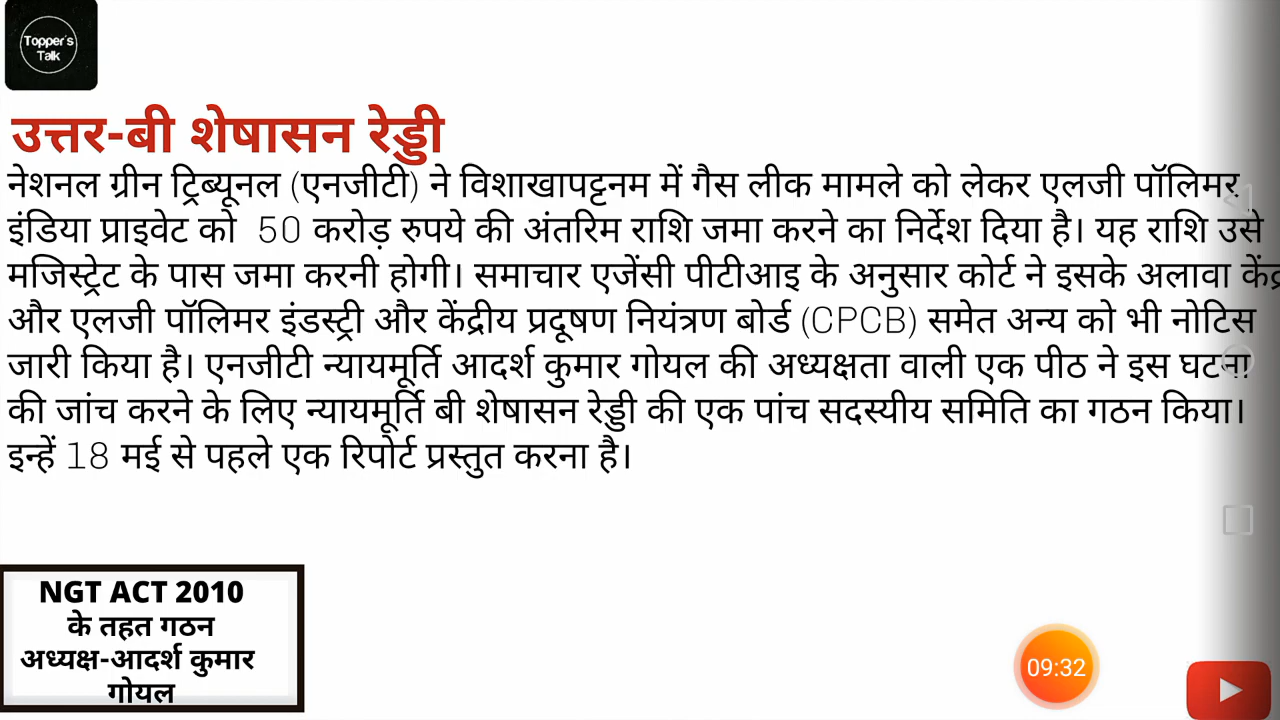 Topper's
Talk
उत्तर-बी शेषासन रेड्डी
नेशनल ग्रीन ट्रिब्यूनल (एनजीटी) ने विशाखापट्टनम में गैस लीक मामले को लेकर एलजी पॉलिमर
इंडिया प्राइवेट को 50 करोड़ रुपये की अंतरिम राशि जमा करने का निर्देश दिया है। यह राशि उसे
मजिस्ट्रेट के पास जमा करनी होगी। समाचार एजेंसी पीटीआइ के अनुसार कोर्ट ने इसके अलावा केंद्र
और एलजी पॉलिमर इंडस्ट्री और केंद्रीय प्रदूषण नियंत्रण बोर्ड (CPCB) समेत अन्य को भी नोटिस
जारी किया है। एनजीटी न्यायमूर्ति आदर्श कुमार गोयल की अध्यक्षता वाली एक पीठ ने इस घटना
की जांच करने के लिए न्यायमूर्ति बी शेषासन रेड्डी की एक पांच सदस्यीय समिति का गठन किया।
इन्हें 18 मई से पहले एक रिपोर्ट प्रस्तुत करना है।
NGT ACT 2010
के तहत गठन
अध्यक्ष-आदर्श कुमार
गोयल
09:32